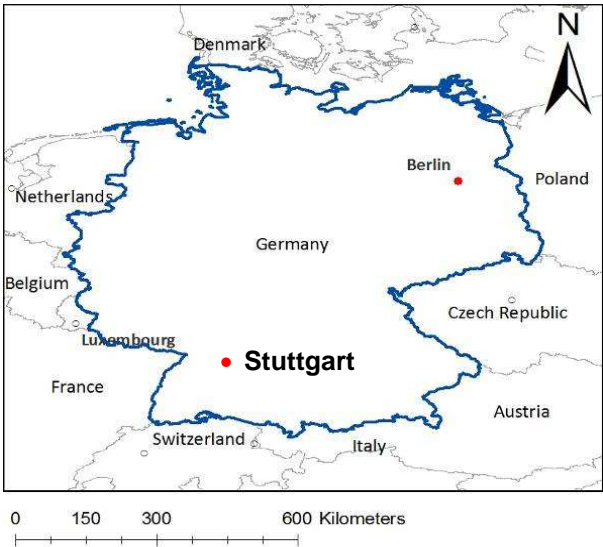 N
Denmark
Berlin
Poland
Netherlands
Germany
Belgium
Czech Republic
Luxembourg
Stuttgart
France
Austria
Switzerland
Italy
0 150 300 600 Kilometers